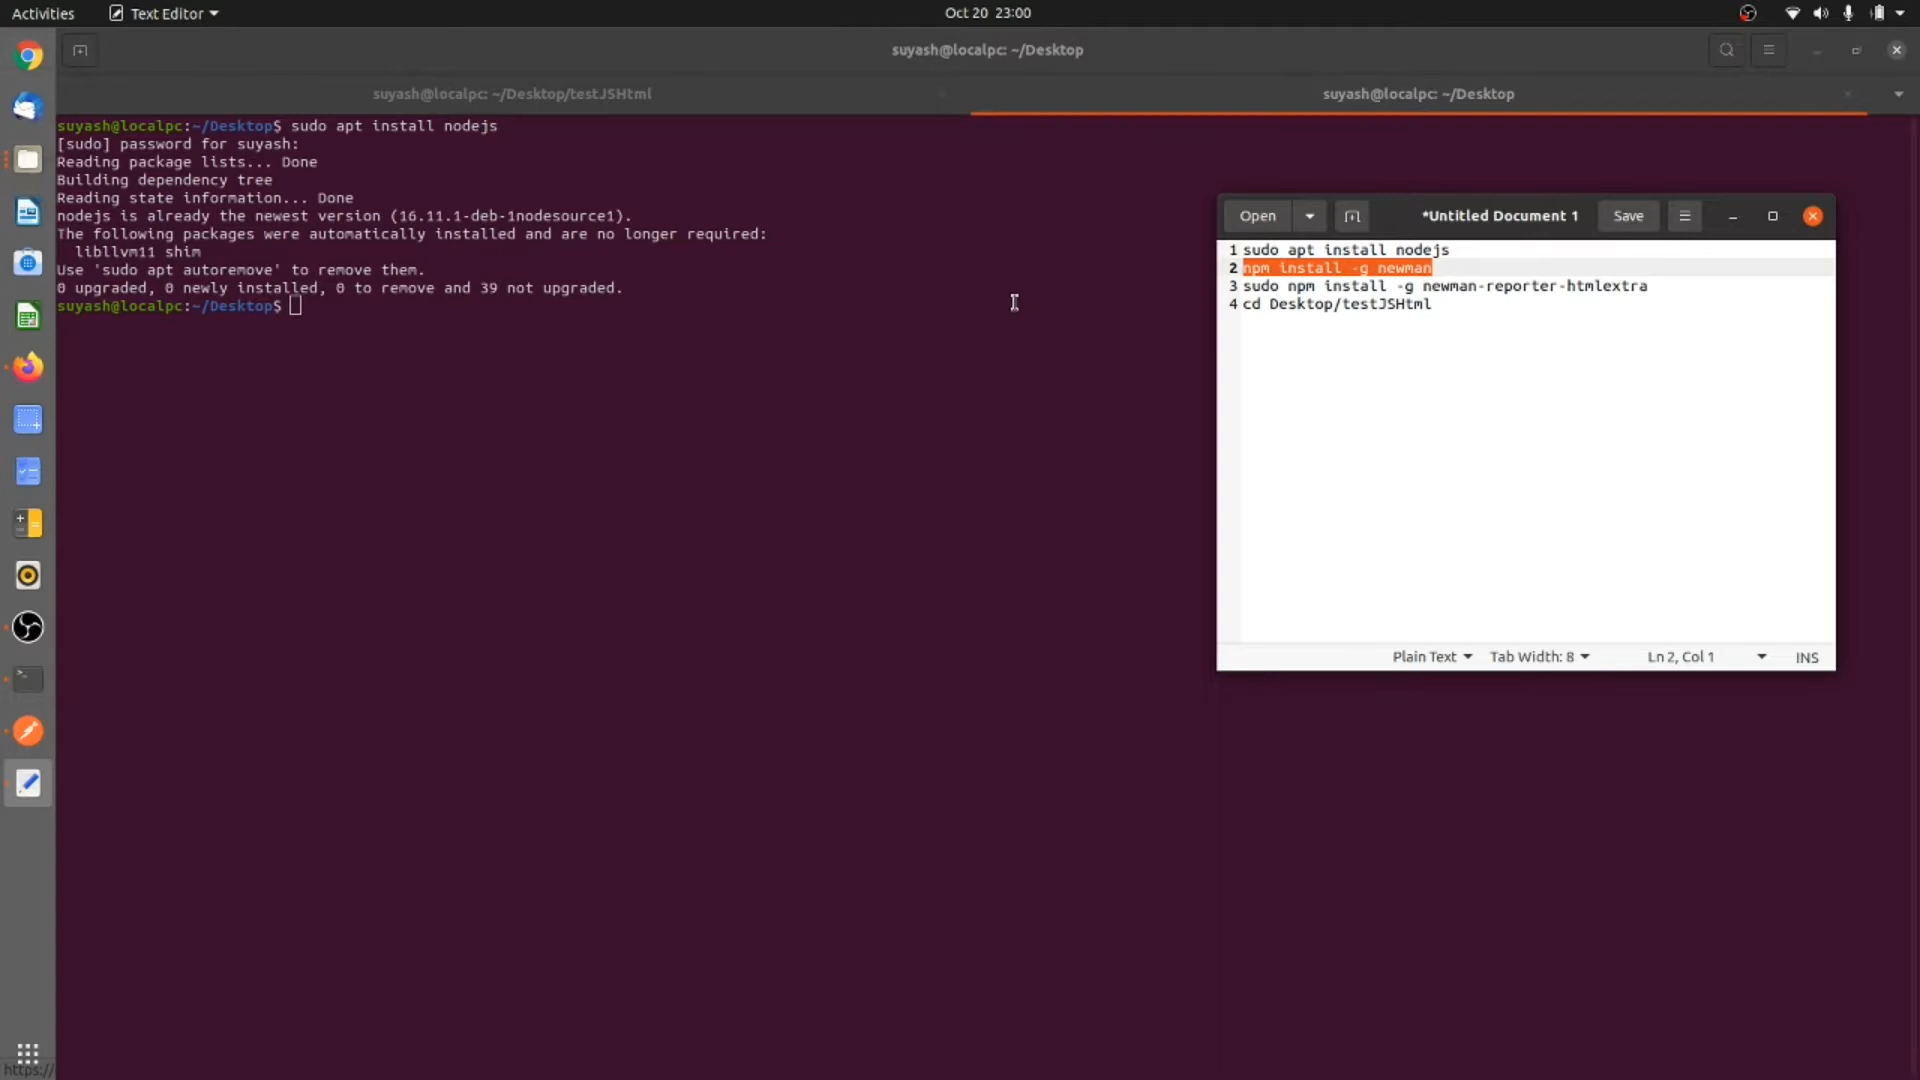 Activities Text Editor Oct 20 23:00
suyash@localpc: ~/Desktop
suyash@localpc: ~/Desktop/testJSHtml suyash@localpc: ~/Desktop
suyash@localpc:~/Desktop$ sudo apt install nodejs
[sudo] password for suyash:
Reading package lists... Done
Building dependency tree
Reading state information... Done
nodejs is already the newest version (16.11.1-deb-1nodesource1).
The following packages were automatically installed and are no longer required:
libllvm11 shim
Use 'sudo apt autoremove' to remove them.
0 upgraded, 0 newly installed, 0 to remove and 39 not upgraded.
suyash@localpc:~/Desktop$
Open *Untitled Document 1 Save
1 sudo apt install nodejs
2 npm install -g newman
3 sudo npm install -g newman-reporter-htmlextra
4 cd Desktop/testJSHtml
Plain Text Tab Width: 8 Ln 2, Col 1 INS
https://